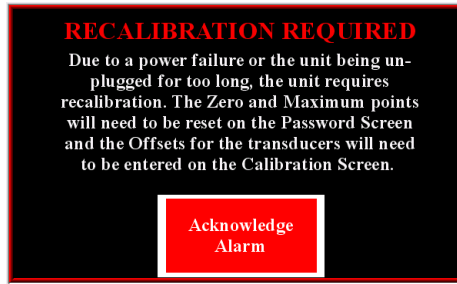 RECALIBRATION REQUIRED
Due to a power failure or the unit being un-
plugged for too long, the unit requires
recalibration. The Zero and Maximum points
will need to be reset on the Password Screen
and the Offsets for the transducers will need
to be entered on the Calibration Screen.
Acknowledge
Alarm